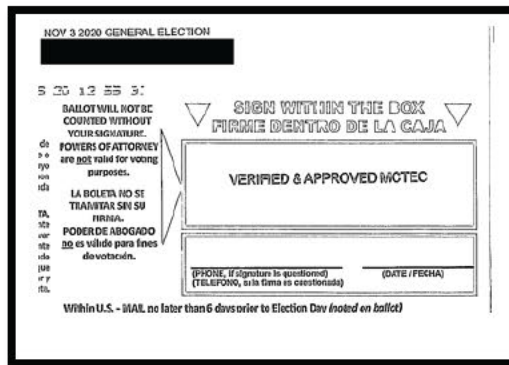 NOV 3 2020 GENERAL ELECTION
BALLOT WILL NOT BE
COUNTED WITHOUT
YOUR SIGNATURE.
POWERS OF ATTORNEY
are not valid for voting
purposes.
LA BOLETA NO SE
TRAMITAR SIN SU
FIRMA.
PODER DE ABOGADO
no es válido para fines
de votación.
SIGN WITHIN THE BOX
FIRME DENTRO DE LA CAJA
VERIFIED & APPROVED MCTEC
(PHONE, if signature is questioned)
(TELEFONO, si la firma es cuestionada)
(DATE / FECHA)
Within U.S. - MAIL no later than 6 days prior to Election Day (noted on ballot)